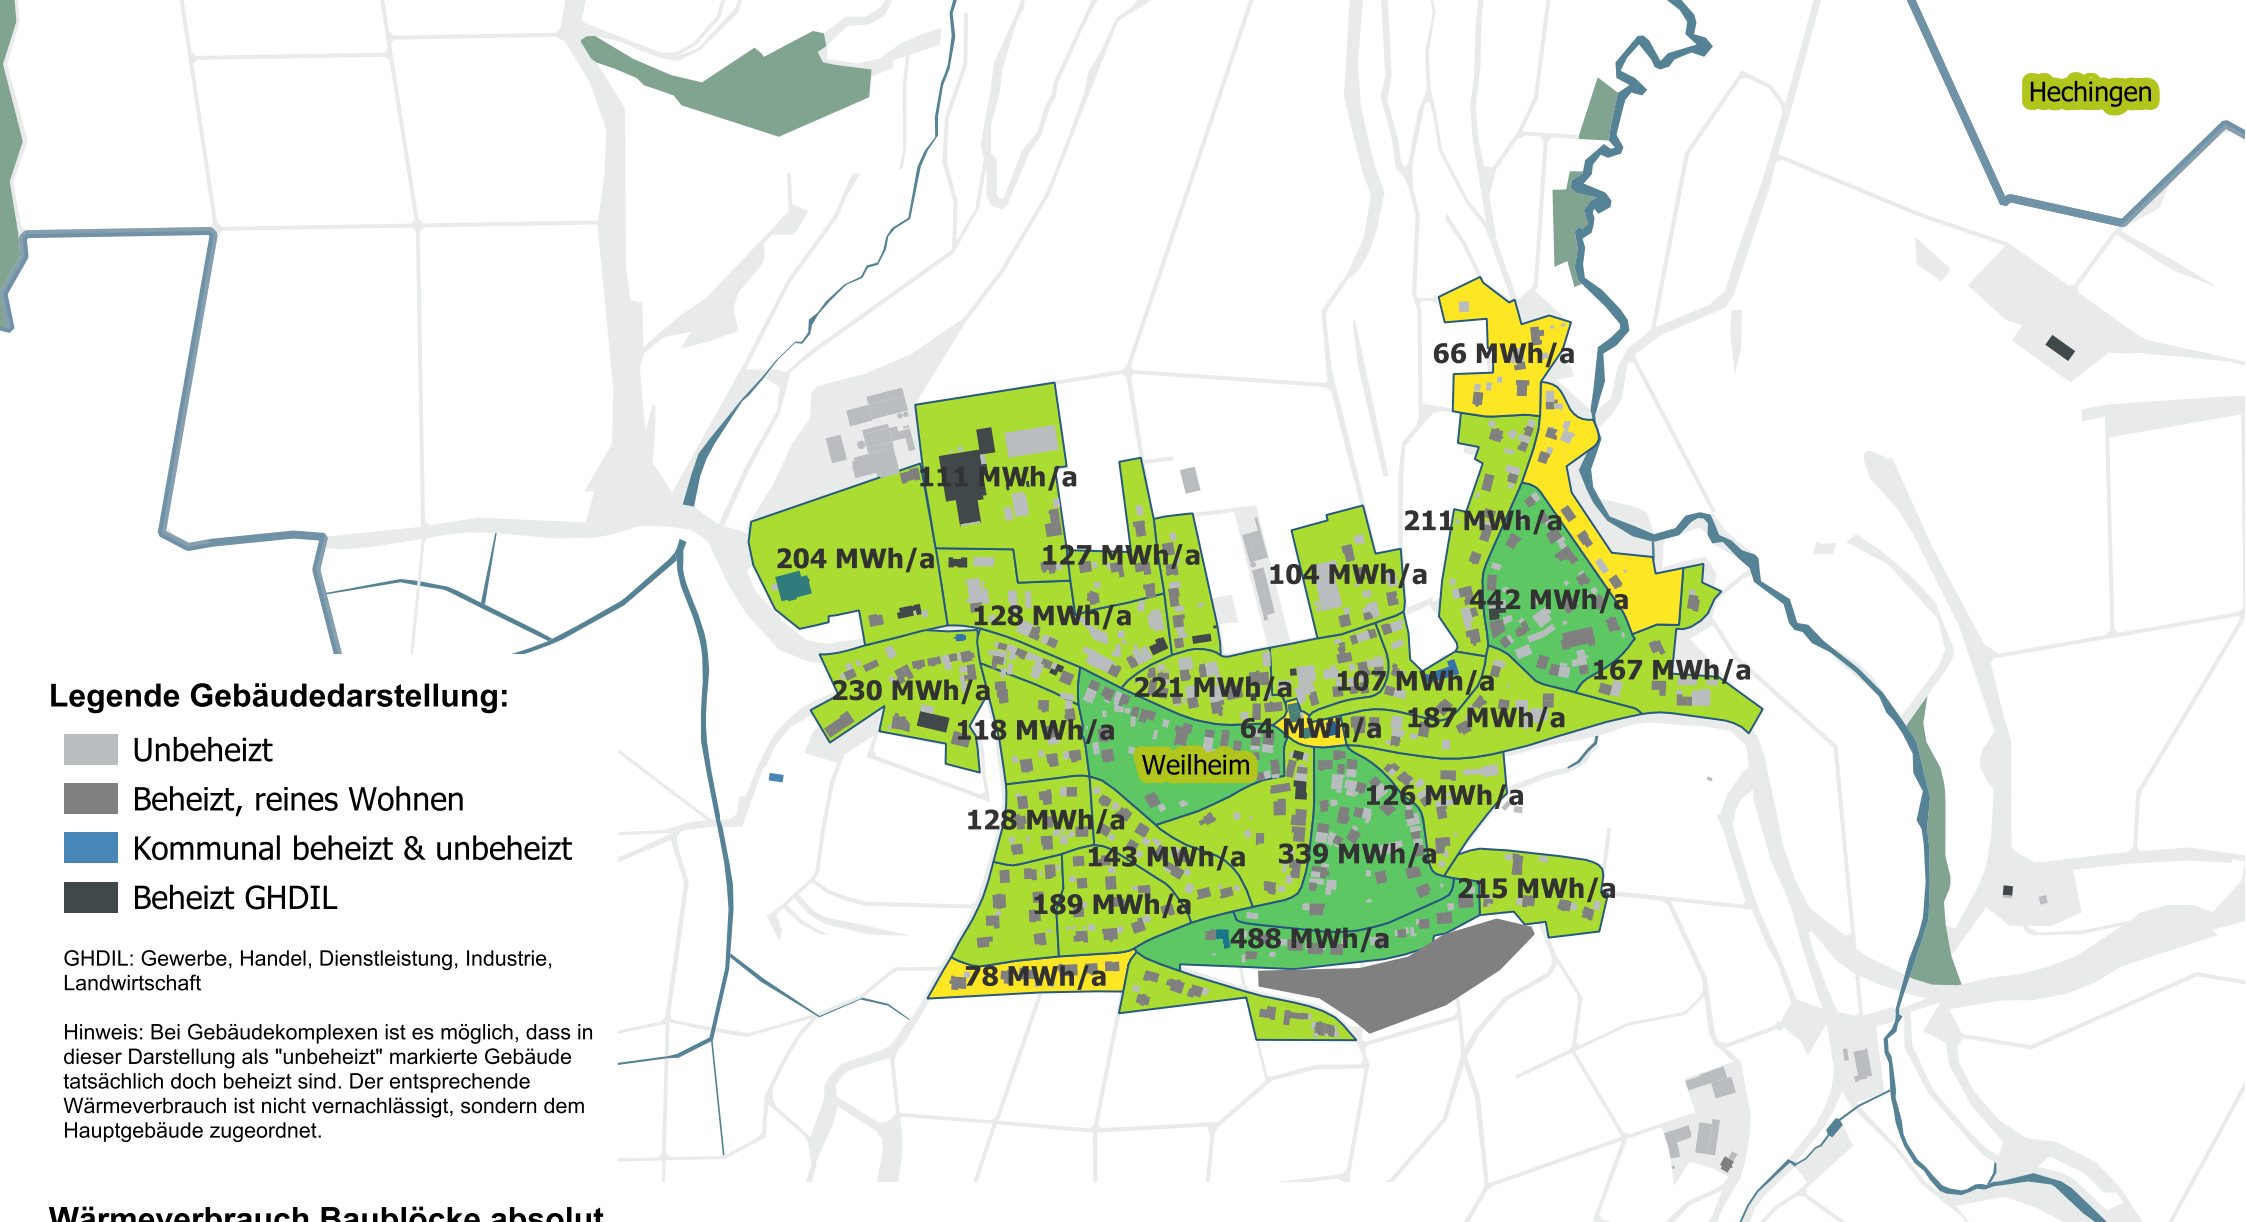 Hechingen
66 MWh/a
111 MWh/a
211 MWh/a
204 MWh/a
127 MWh/a
104 MWh/a
442 MWh/a
128 MWh/a
167 MWh/a
230 MWh/a
221 MWh/a
107 MWh/a
187 MWh/a
118 MWh/a
64 MWh/a
Weilheim
126 MWh/a
128 MWh/a
143 MWh/a
339 MWh/a
215 MWh/a
189 MWh/a
488 MWh/a
78 MWh/a
Legende Gebäudedarstellung:
Unbeheizt
Beheizt, reines Wohnen
Kommunal beheizt & unbeheizt
Beheizt GHDIL
GHDIL: Gewerbe, Handel, Dienstleistung, Industrie,
Landwirtschaft
Hinweis: Bei Gebäudekomplexen ist es möglich, dass in
dieser Darstellung als "unbeheizt" markierte Gebäude
tatsächlich doch beheizt sind. Der entsprechende
Wärmeverbrauch ist nicht vernachlässigt, sondern dem
Hauptgebäude zugeordnet.
Wärmeverbrauch Baublöcke absolut